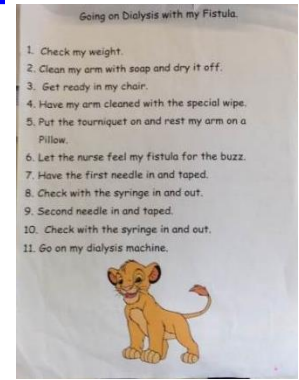 Going on Dialysis with my Fistula.
1. Check my weight.
2. Clean my arm with soap and dry it off.
3. Get ready in my chair.
4. Have my arm cleaned with the special wipe.
5. Put the tourniquet on and rest my arm on a
Pillow.
6. Let the nurse feel my fistula for the buzz.
7. Have the first needle in and taped.
8. Check with the syringe in and out.
9. Second needle in and taped.
10. Check with the syringe in and out.
11. Go on my dialysis machine.